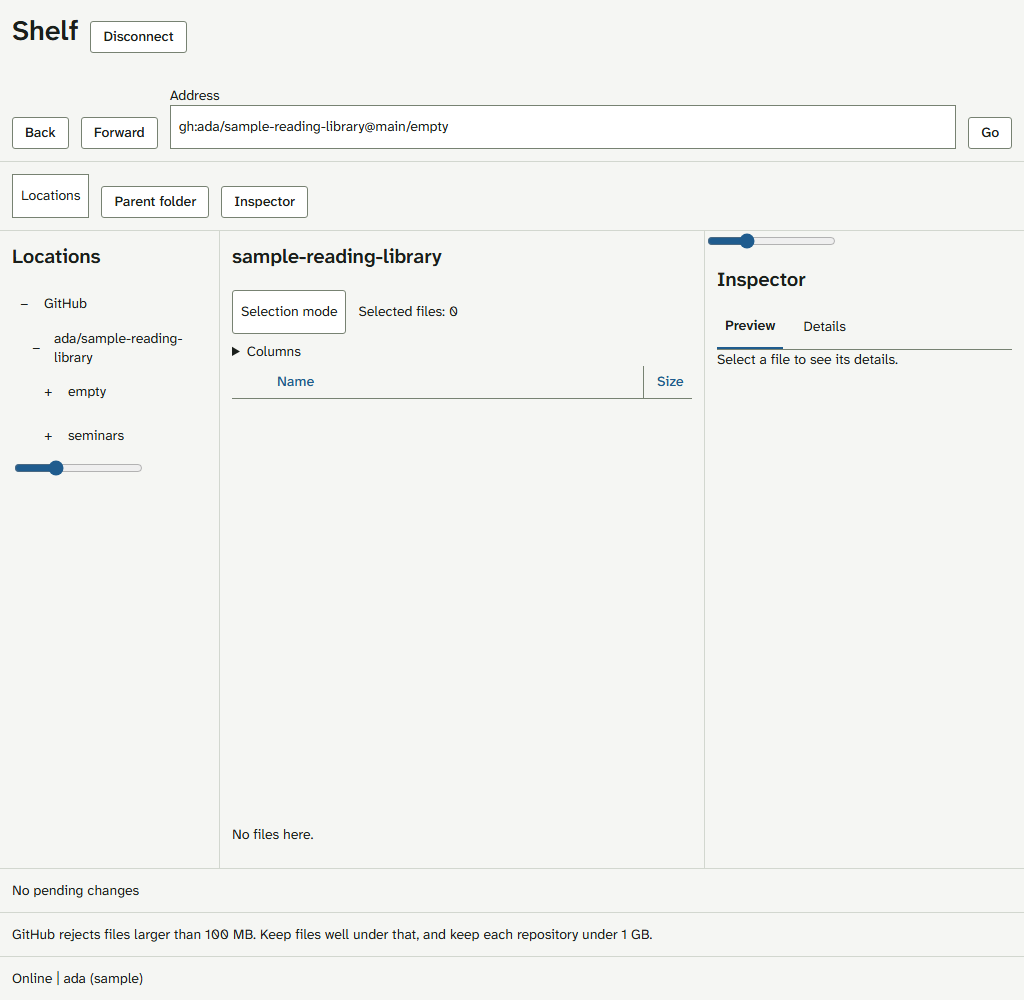 Shelf
Disconnect
Address
Back
Forward
gh:ada/sample-reading-library@main/empty
Go
Locations
Parent folder
Inspector
Locations
– GitHub
– ada/sample-reading-
library
+ empty
+ seminars
sample-reading-library
Selection mode
Selected files: 0
Columns
Name
Size
No files here.
Inspector
Preview
Details
Select a file to see its details.
No pending changes
GitHub rejects files larger than 100 MB. Keep files well under that, and keep each repository under 1 GB.
Online | ada (sample)